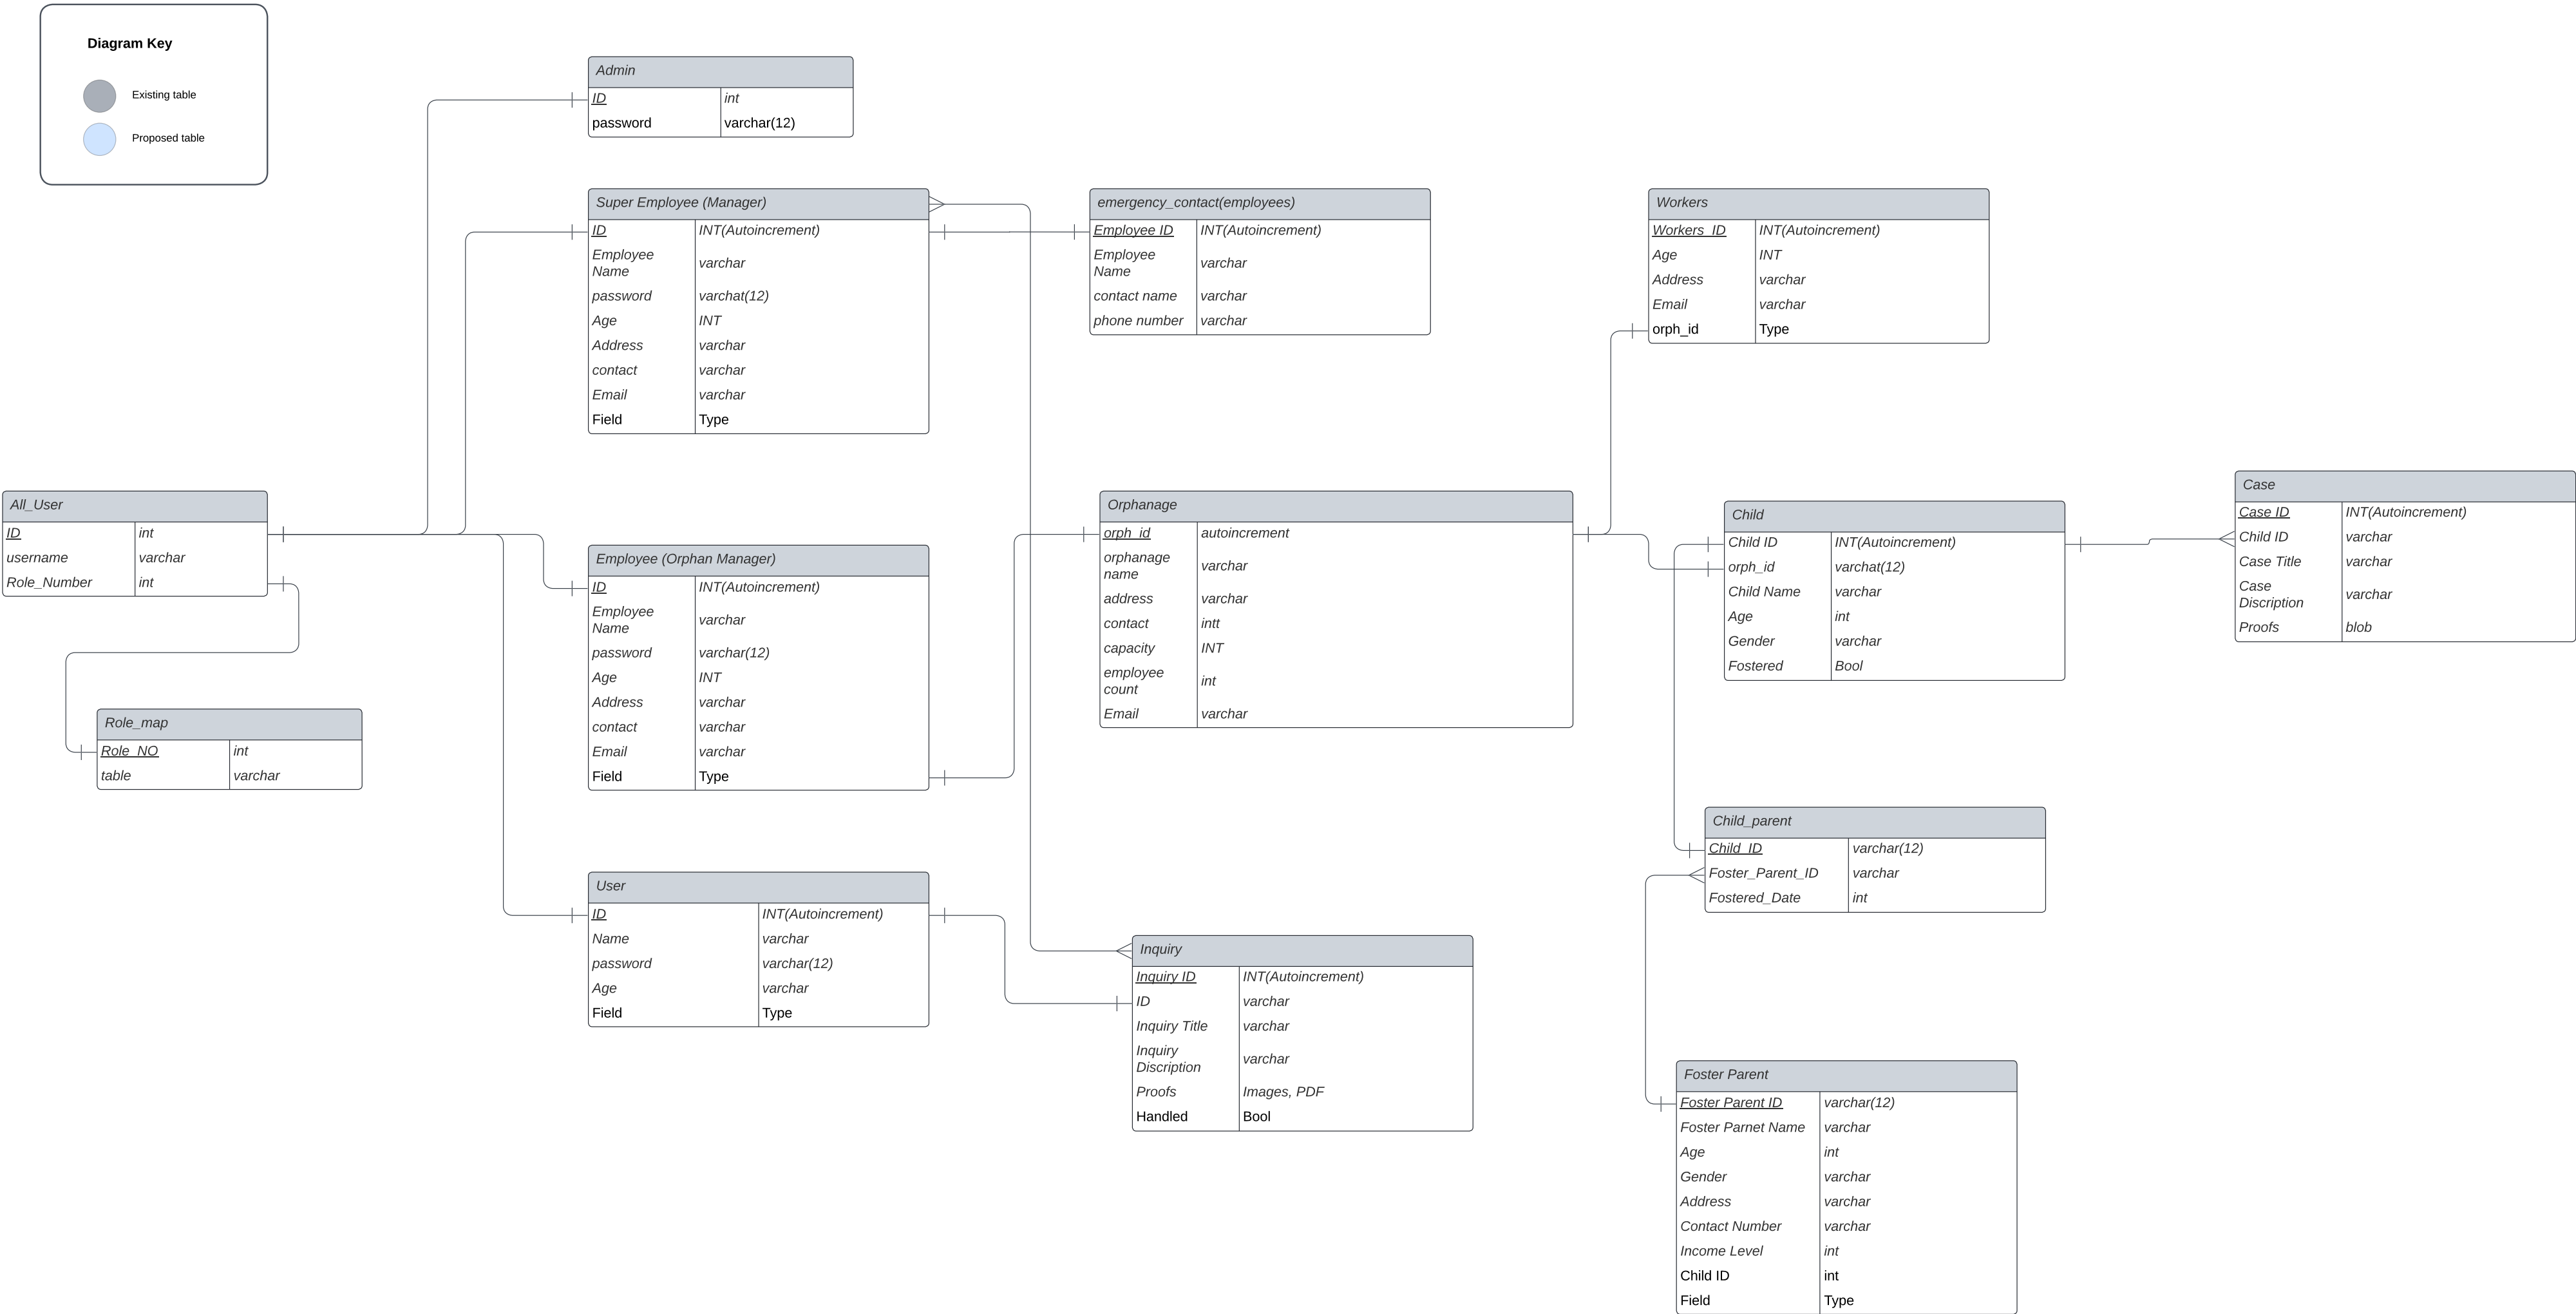 Diagram Key
Existing table
Proposed table
Admin
ID int
password varchar(12)
Super Employee (Manager)
ID INT(Autoincrement)
Employee
Name
varchar
password varchat(12)
Age INT
Address varchar
contact varchar
Email varchar
Field Type
emergency_contact(employees)
Employee ID INT(Autoincrement)
Employee
Name
varchar
contact name varchar
phone number varchar
Workers
Workers_ID INT(Autoincrement)
Age INT
Address varchar
Email varchar
orph_id Type
All_User
ID int
username varchar
Role_Number int
Role_map
Role_NO int
table varchar
Employee (Orphan Manager)
ID INT(Autoincrement)
Employee
Name
varchar
password varchar(12)
Age INT
Address varchar
contact varchar
Email varchar
Field Type
Orphanage
orph_id autoincrement
orphanage
name
varchar
address varchar
contact intt
capacity INT
employee
count
int
Email varchar
Child
Child ID INT(Autoincrement)
orph_id varchat(12)
Child Name varchar
Age int
Gender varchar
Fostered Bool
Case
Case ID INT(Autoincrement)
Child ID varchar
Case Title varchar
Case
Discription
varchar
Proofs blob
User
ID INT(Autoincrement)
Name varchar
password varchar(12)
Age varchar
Field Type
Inquiry
Inquiry ID INT(Autoincrement)
ID varchar
Inquiry Title varchar
Inquiry
Discription
varchar
Proofs Images, PDF
Handled Bool
Child_parent
Child_ID varchar(12)
Foster_Parent_ID varchar
Fostered_Date int
Foster Parent
Foster Parent ID varchar(12)
Foster Parnet Name varchar
Age int
Gender varchar
Address varchar
Contact Number varchar
Income Level int
Child ID int
Field Type